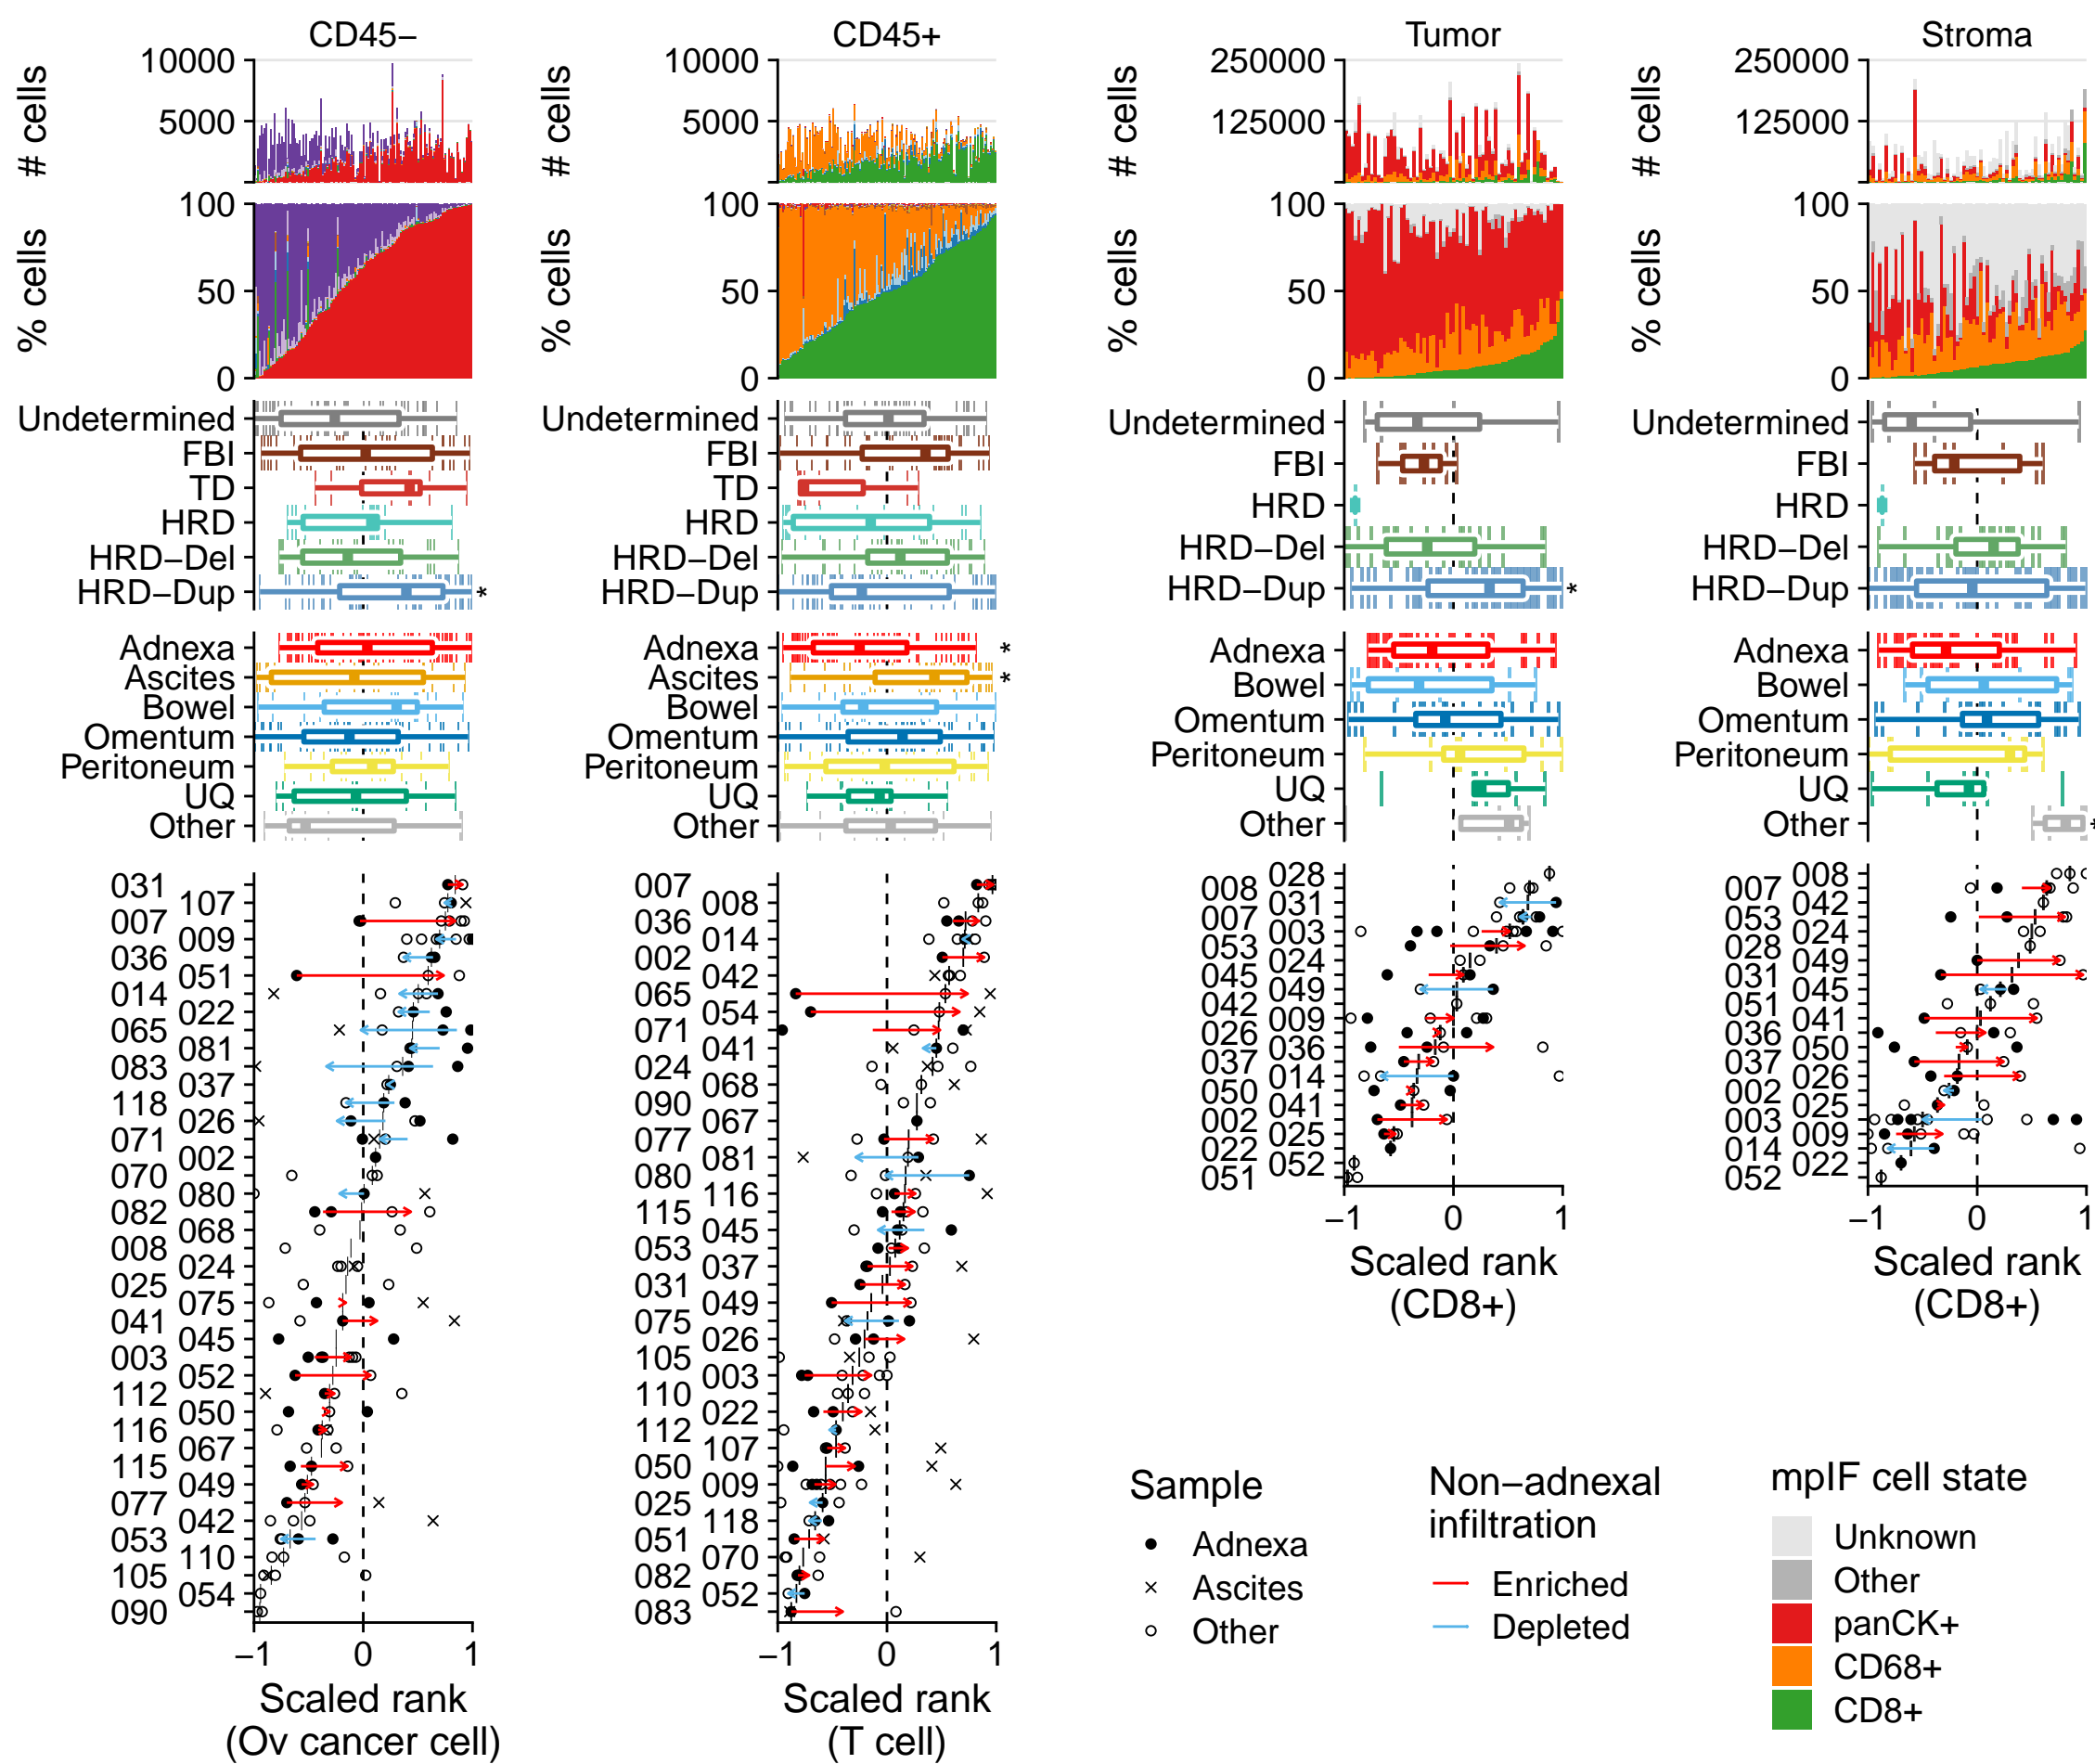 CD45−
# cells
10000
5000
% cells
100
50
0
Undetermined
FBI
TD
HRD
HRD−Del
HRD−Dup
*
Adnexa
Ascites
Bowel
Omentum
Peritoneum
UQ
Other
031
107
007
009
036
051
014
022
065
081
083
037
118
026
071
002
070
080
082
068
008
024
025
075
041
045
003
052
112
050
116
067
115
049
077
042
053
110
105
054
090
−1 0 1
Scaled rank
(Ov cancer cell)
CD45+
# cells
10000
5000
% cells
100
50
0
Undetermined
FBI
TD
HRD
HRD−Del
HRD−Dup
Adnexa *
Ascites *
Bowel
Omentum
Peritoneum
UQ
Other
007
008
036
014
002
042
065
054
071
041
024
068
090
067
077
081
080
116
115
045
053
037
031
049
075
026
105
003
110
022
112
107
050
009
025
118
051
070
082
052
083
−1 0 1
Scaled rank
(T cell)
Tumor
# cells
250000
125000
% cells
100
50
0
Undetermined
FBI
HRD
HRD−Del
HRD−Dup *
Adnexa
Bowel
Omentum
Peritoneum
UQ
Other
028
008
031
007
003
053
024
045
049
042
009
026
036
037
014
050
041
002
025
022
052
051
−1 0 1
Scaled rank
(CD8+)
Stroma
# cells
250000
125000
% cells
100
50
0
Undetermined
FBI
HRD
HRD−Del
HRD−Dup
Adnexa
Bowel
Omentum
Peritoneum
UQ
Other *
008
007
042
053
024
028
049
031
045
051
041
036
050
037
026
002
025
003
009
014
022
052
−1 0 1
Scaled rank
(CD8+)
Sample
Adnexa
Ascites
Other
Non−adnexal
infiltration
Enriched
Depleted
mpIF cell state
Unknown
Other
panCK+
CD68+
CD8+